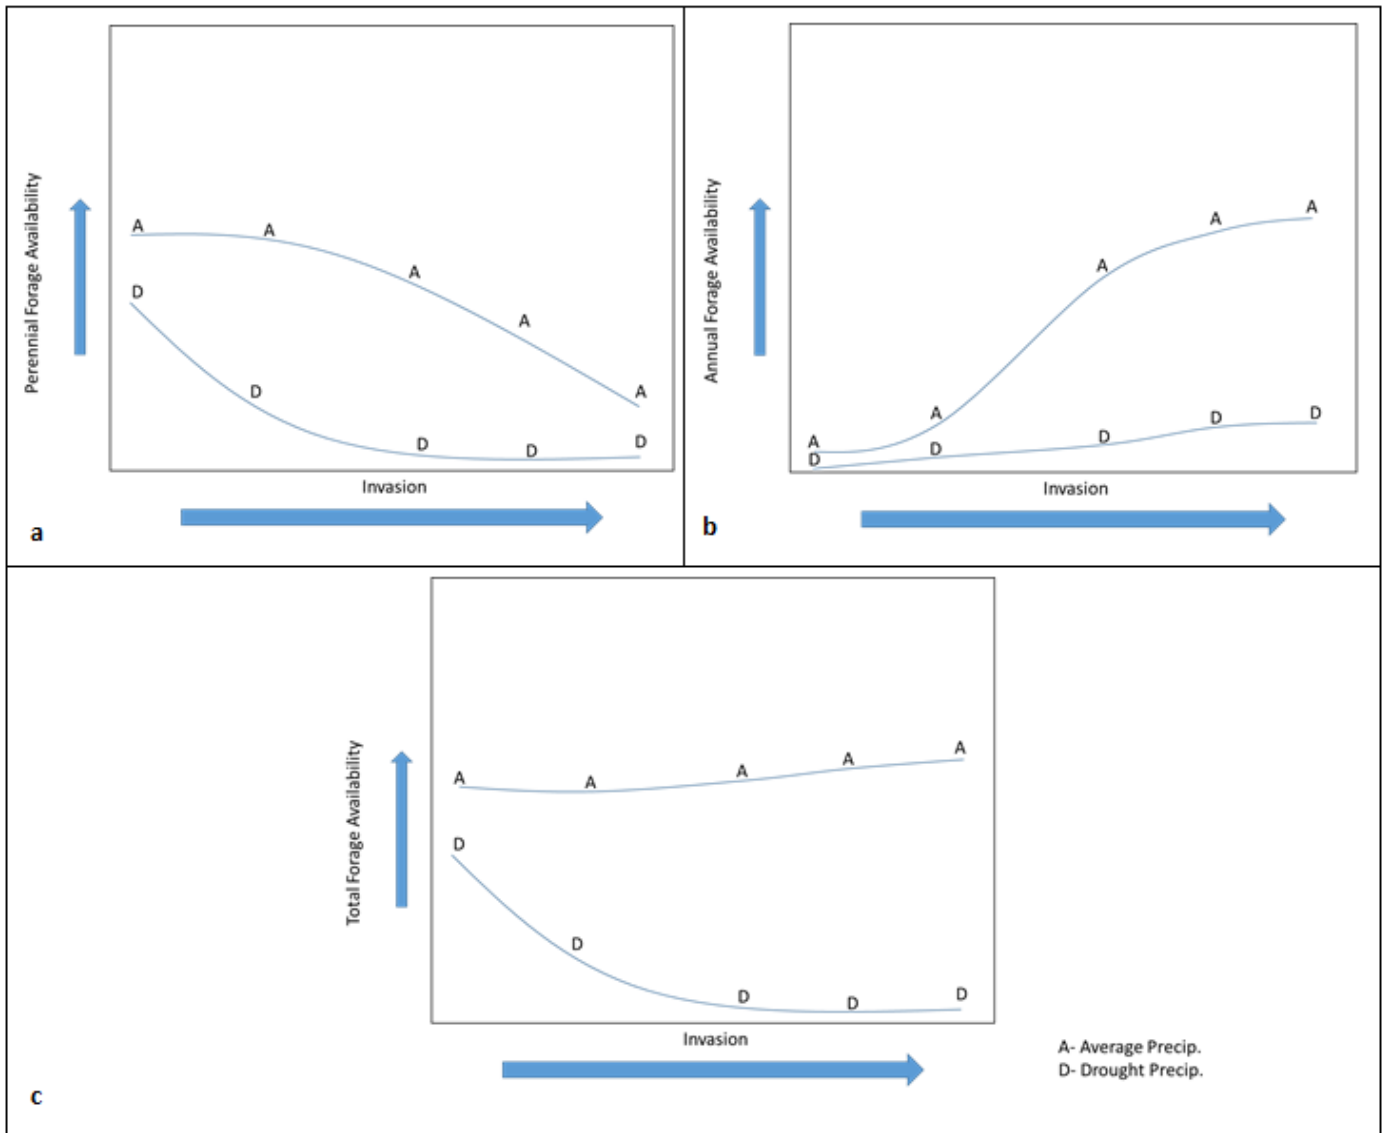 Perennial Forage Availability
A
A
A
A
A
D
D
D
D
D
Invasion
a
Annual Forage Availability
A
A
A
A
A
D
D
D
D
D
Invasion
b
Total Forage Availability
A
A
A
A
A
D
D
D
D
D
Invasion
A- Average Precip.
D- Drought Precip.
c